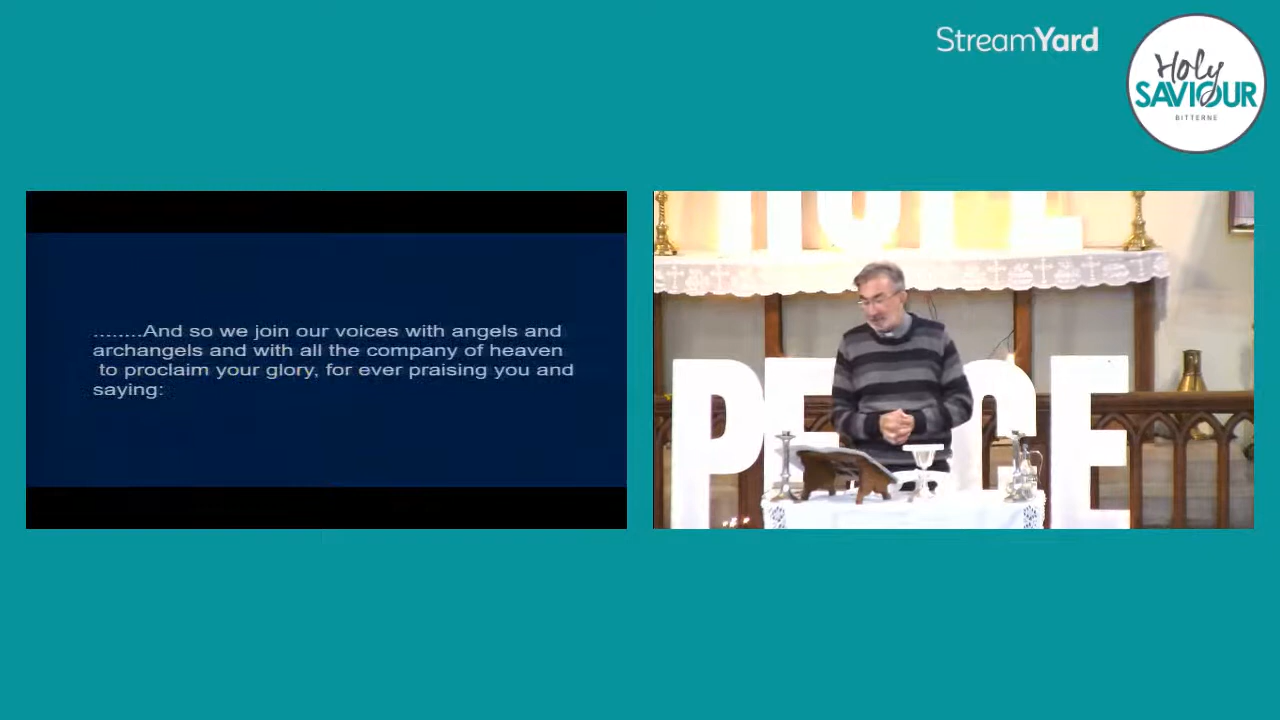 StreamYard
Holy
SAVIOUR
BITTERNE
........And so we join our voices with angels and
archangels and with all the company of heaven
to proclaim your glory, for ever praising you and
saying:
PEACE